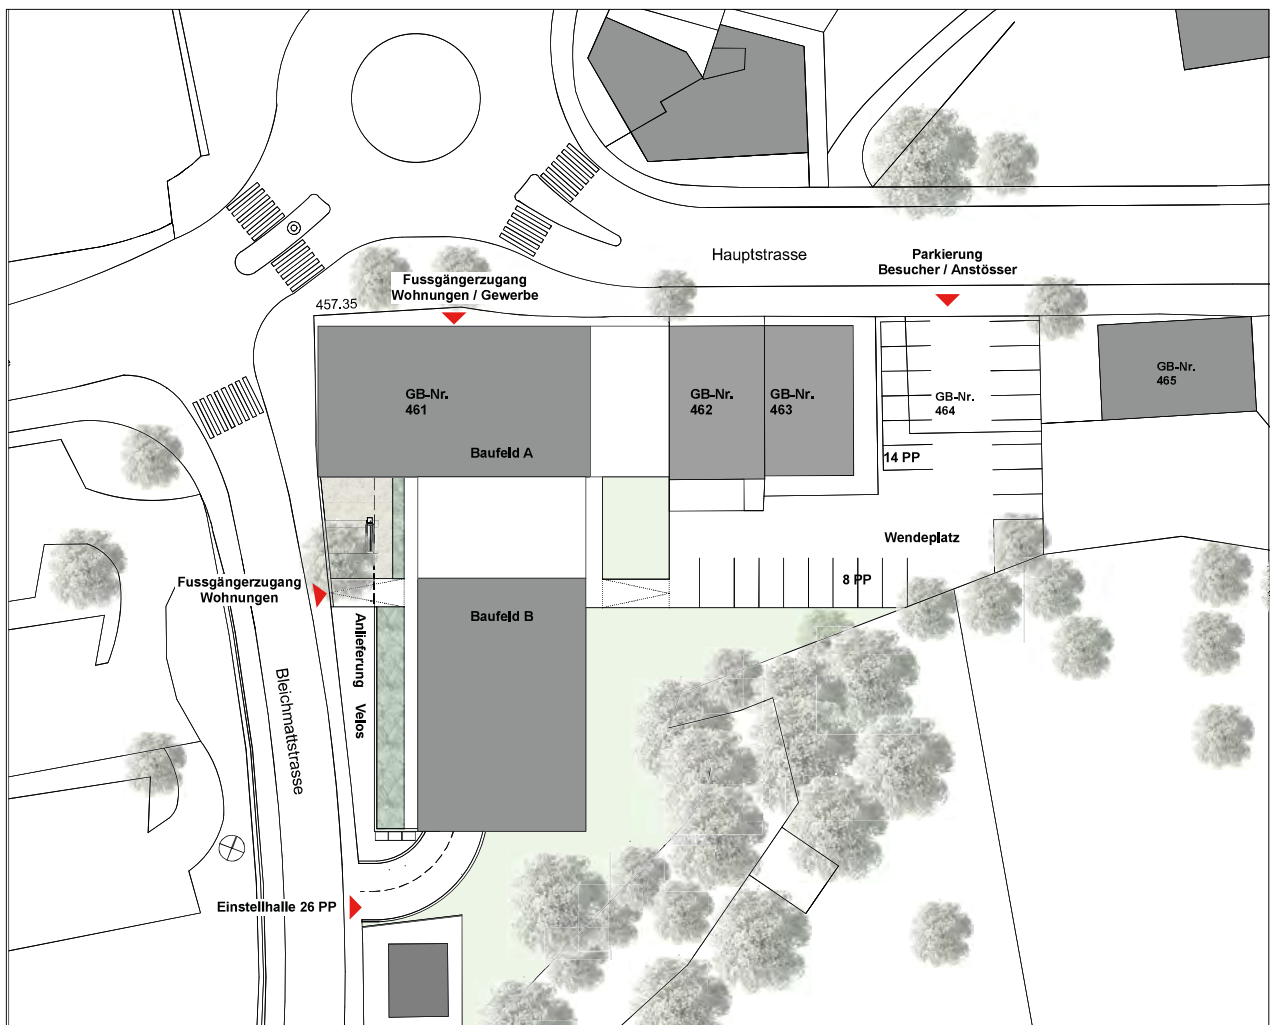 Hauptstrasse
Parkierung
Besucher / Anstösser
Fussgängerzugang
Wohnungen / Gewerbe
457.35
GB-Nr.
461
GB-Nr.
462
GB-Nr.
463
GB-Nr.
464
GB-Nr.
465
Baufeld A
14 PP
Wendeplatz
8 PP
Fussgängerzugang
Wohnungen
Baufeld B
Anlieferung Velos
Bleichmattstrasse
Einstellhalle 26 PP